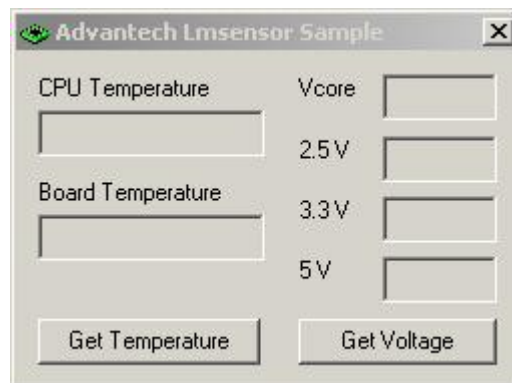 Advantech Lmsensor Sample
CPU Temperature
Vcore
2.5 V
Board Temperature
3.3 V
5 V
Get Temperature
Get Voltage